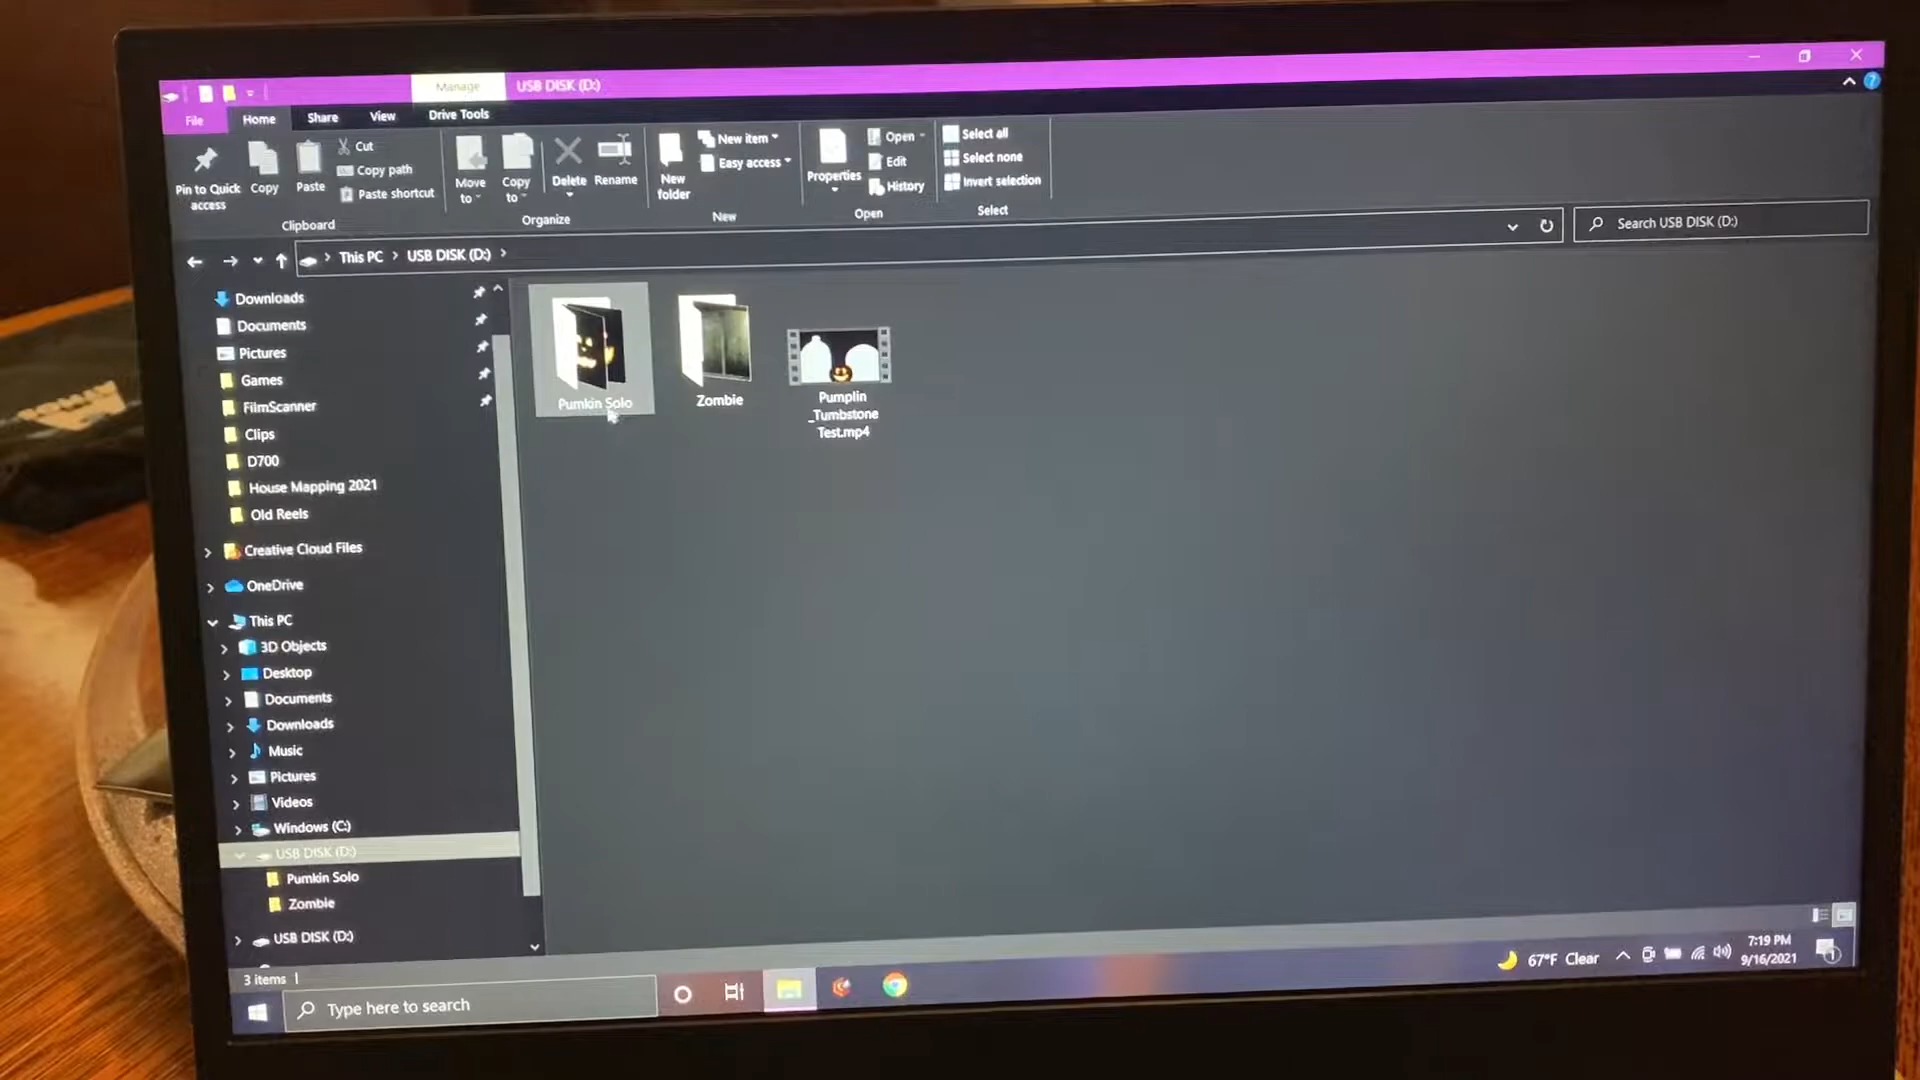 Manage
USB DISK (D:)
File
Home
Share
View
Drive Tools
Pin to Quick
access
Copy
Paste
Cut
Copy path
Paste shortcut
Clipboard
Move
to
Copy
to
Delete
Rename
Organize
New
folder
New item
Easy access
New
Properties
Open
Edit
History
Open
Select all
Select none
Invert selection
Select
This PC
USB DISK (D:)
Search USB DISK (D:)
Downloads
Documents
Pictures
Games
FilmScanner
Clips
D700
House Mapping 2021
Old Reels
Creative Cloud Files
OneDrive
This PC
3D Objects
Desktop
Documents
Downloads
Music
Pictures
Videos
Windows (C:)
USB DISK (D:)
Pumkin Solo
Zombie
USB DISK (D:)
Pumkin Solo
Zombie
Pumplin
_Tumbstone
Test.mp4
3 items
Type here to search
67°F Clear
7:19 PM
9/16/2021
1